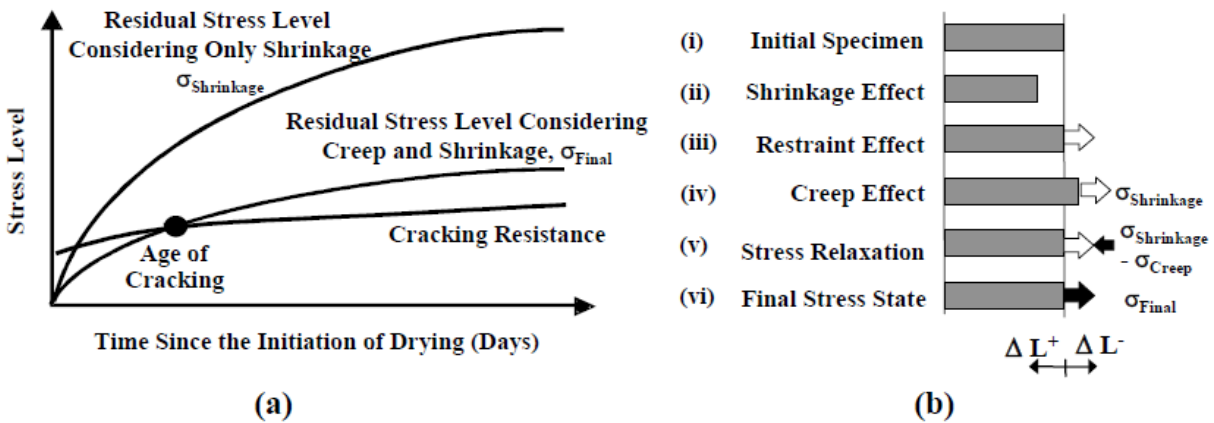 Residual Stress Level
Considering Only Shrinkage
σShrinkage
Residual Stress Level Considering
Creep and Shrinkage, σFinal
Cracking Resistance
Age of
Cracking
Stress Level
Time Since the Initiation of Drying (Days)
(a)
(i) Initial Specimen
(ii) Shrinkage Effect
(iii) Restraint Effect
(iv) Creep Effect σShrinkage
(v) Stress Relaxation σShrinkage
- σCreep
(vi) Final Stress State σFinal
Δ L⁺ Δ L⁻
(b)